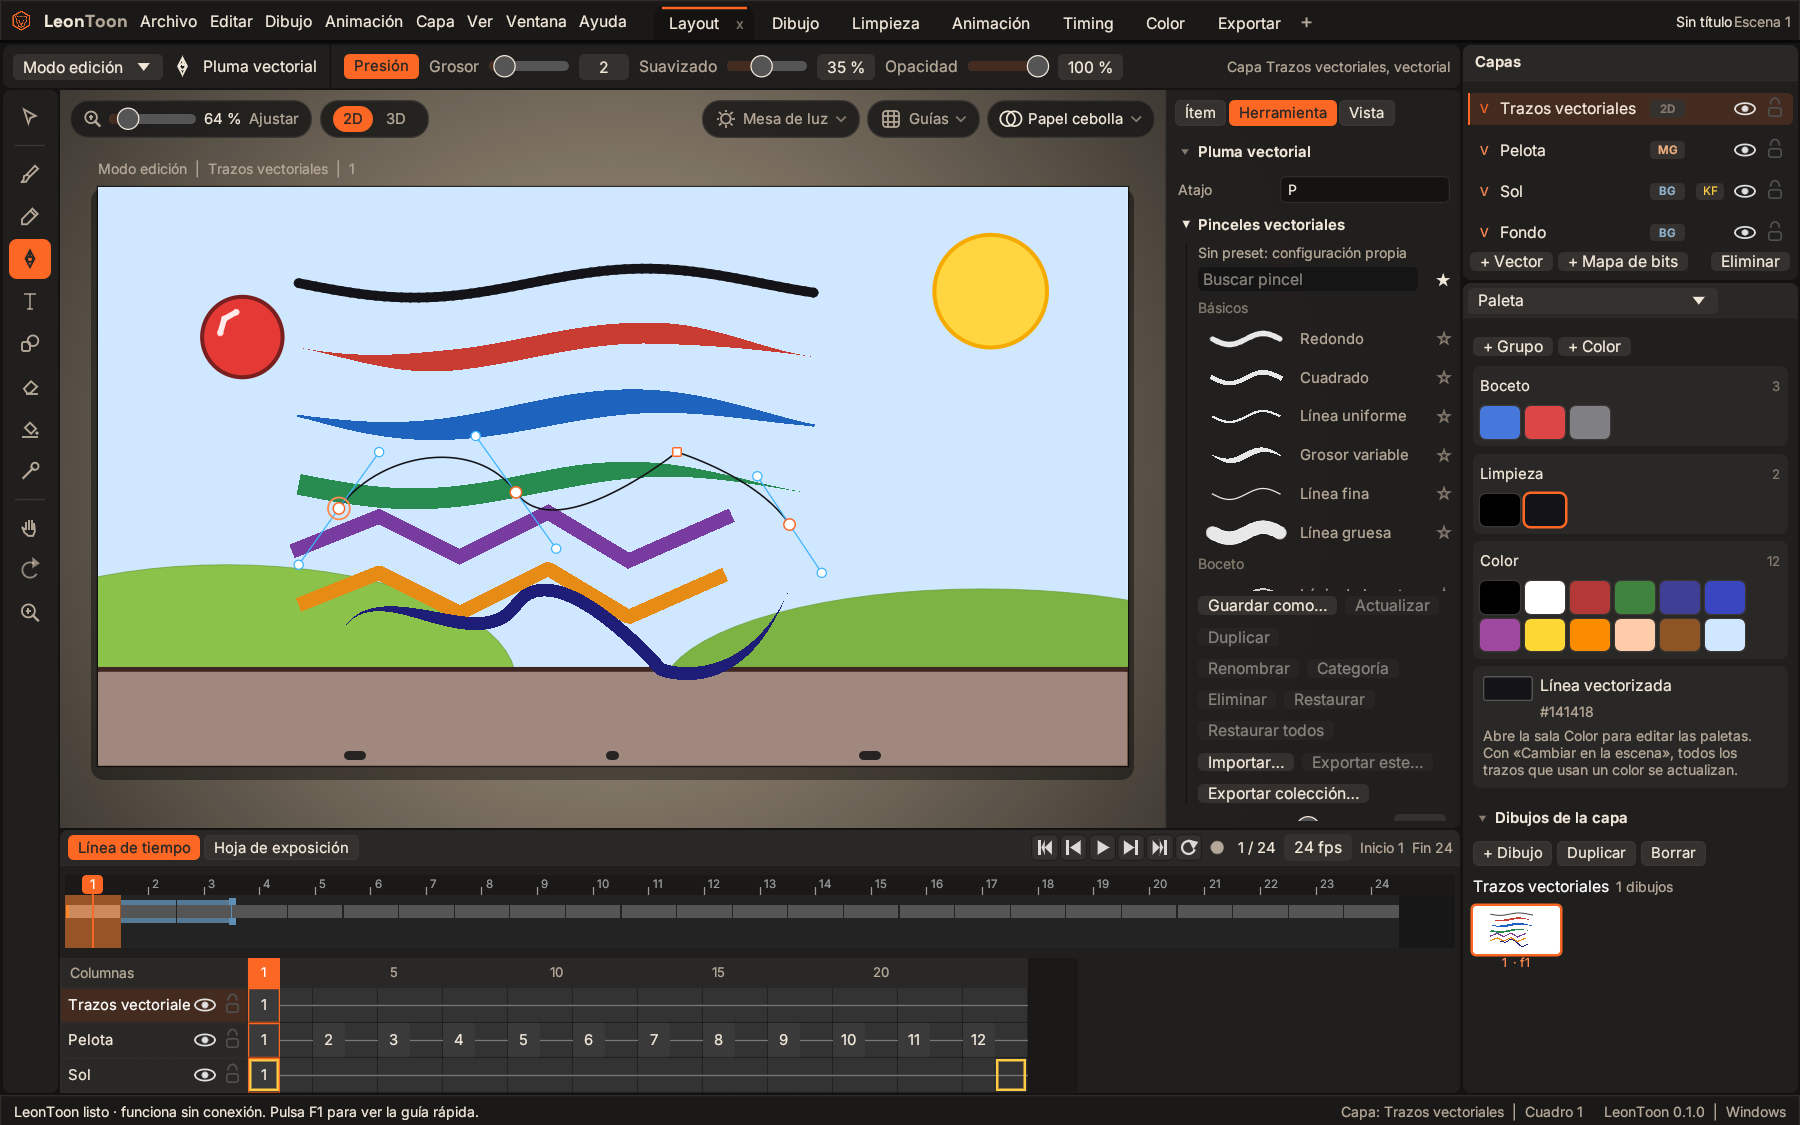 LeonToon Archivo Editar Dibujo Animación Capa Ver Ventana Ayuda Layout x Dibujo Limpieza Animación Timing Color Exportar + Sin título Escena 1
Modo edición Pluma vectorial Presión Grosor 2 Suavizado 35 % Opacidad 100 % Capa Trazos vectoriales, vectorial
64 % Ajustar 2D 3D Mesa de luz Guías Papel cebolla
Modo edición | Trazos vectoriales | 1
Ítem Herramienta Vista
Pluma vectorial
Atajo P
Pinceles vectoriales
Sin preset: configuración propia
Buscar pincel
Básicos
Redondo
Cuadrado
Línea uniforme
Grosor variable
Línea fina
Línea gruesa
Boceto
Guardar como... Actualizar
Duplicar
Renombrar Categoría
Eliminar Restaurar
Restaurar todos
Importar... Exportar este...
Exportar colección...
Capas
V Trazos vectoriales 2D
V Pelota MG
V Sol BG KF
V Fondo BG
+ Vector + Mapa de bits Eliminar
Paleta
+ Grupo + Color
Boceto 3
Limpieza 2
Color 12
Línea vectorizada
#141418
Abre la sala Color para editar las paletas.
Con «Cambiar en la escena», todos los
trazos que usan un color se actualizan.
Dibujos de la capa
+ Dibujo Duplicar Borrar
Trazos vectoriales 1 dibujos
1 · f1
Línea de tiempo Hoja de exposición 1 / 24 24 fps Inicio 1 Fin 24
1 2 3 4 5 6 7 8 9 10 11 12 13 14 15 16 17 18 19 20 21 22 23 24
Columnas 1 5 10 15 20
Trazos vectoriale 1
Pelota 1 2 3 4 5 6 7 8 9 10 11 12
Sol 1
LeonToon listo · funciona sin conexión. Pulsa F1 para ver la guía rápida. Capa: Trazos vectoriales | Cuadro 1 LeonToon 0.1.0 | Windows